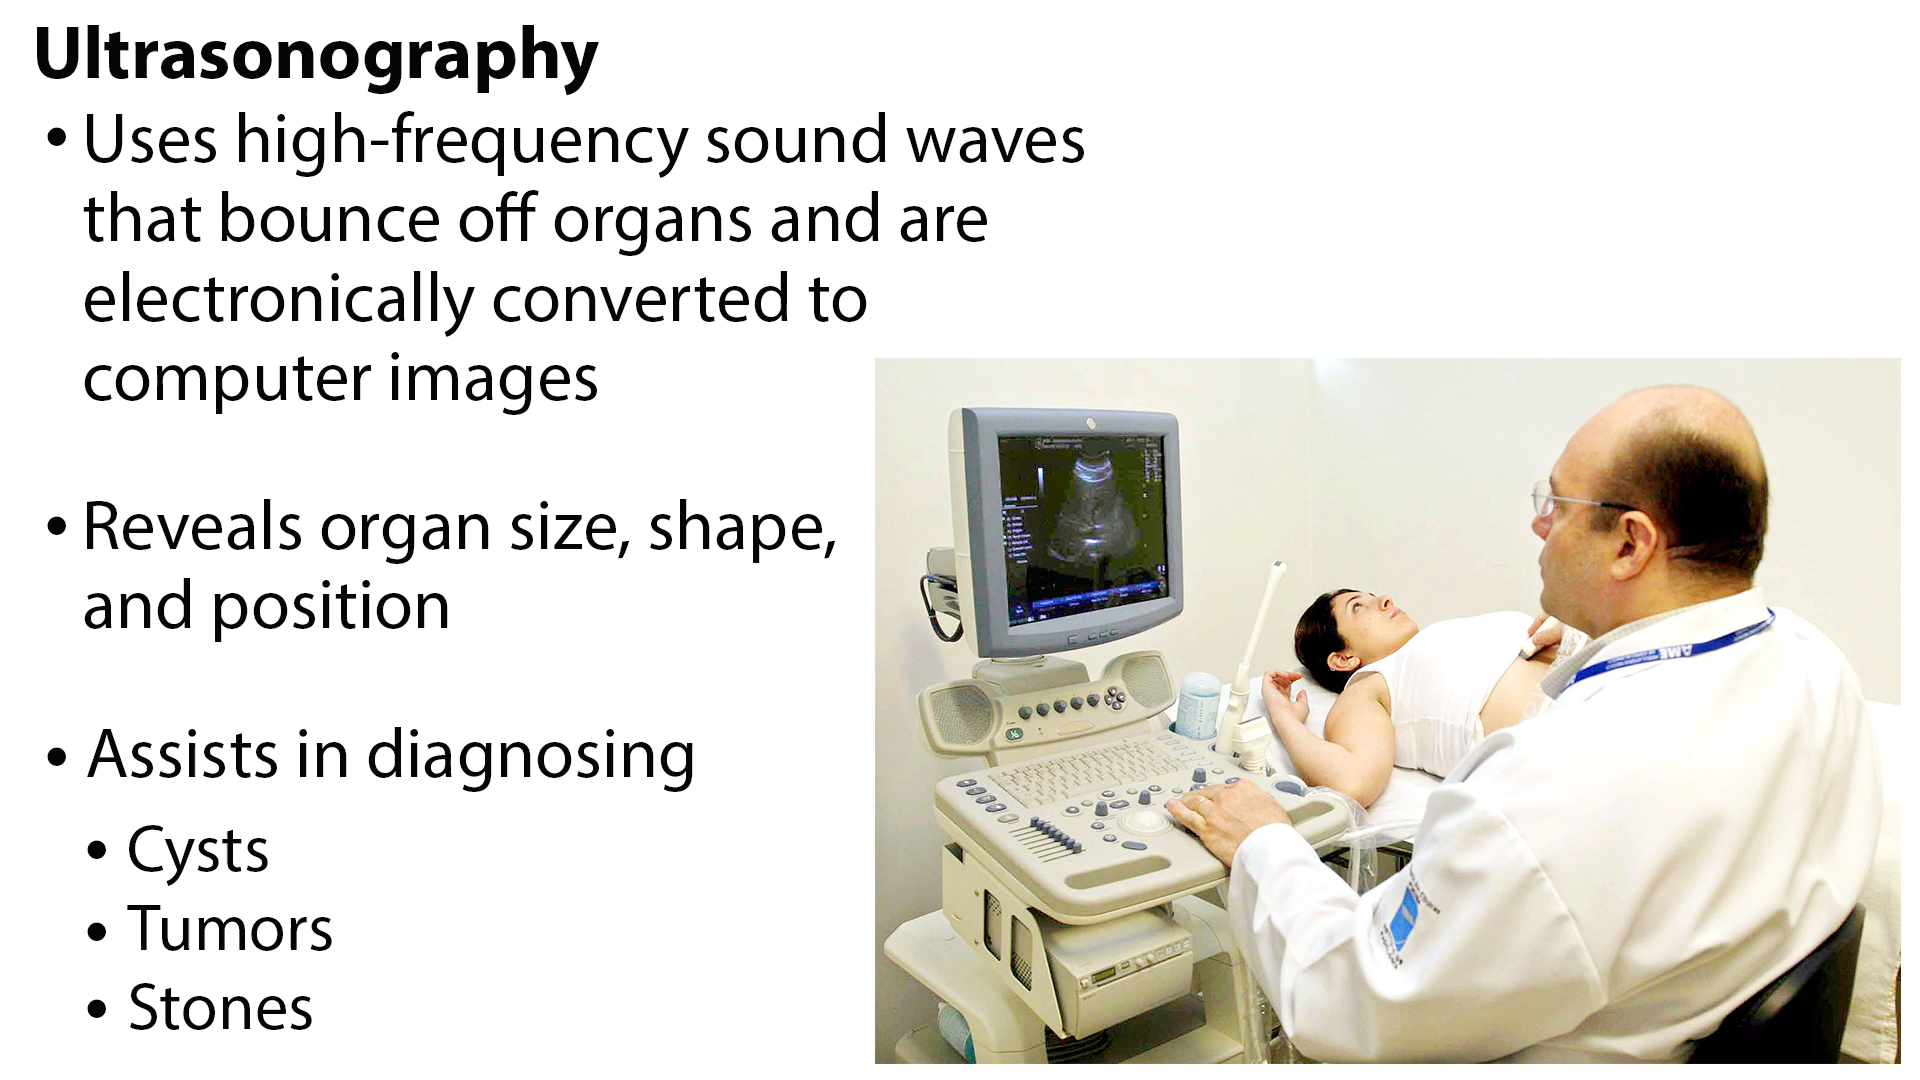 Ultrasonography
• Uses high-frequency sound waves
that bounce off organs and are
electronically converted to
computer images
• Reveals organ size, shape,
and position
• Assists in diagnosing
• Cysts
• Tumors
• Stones
AME